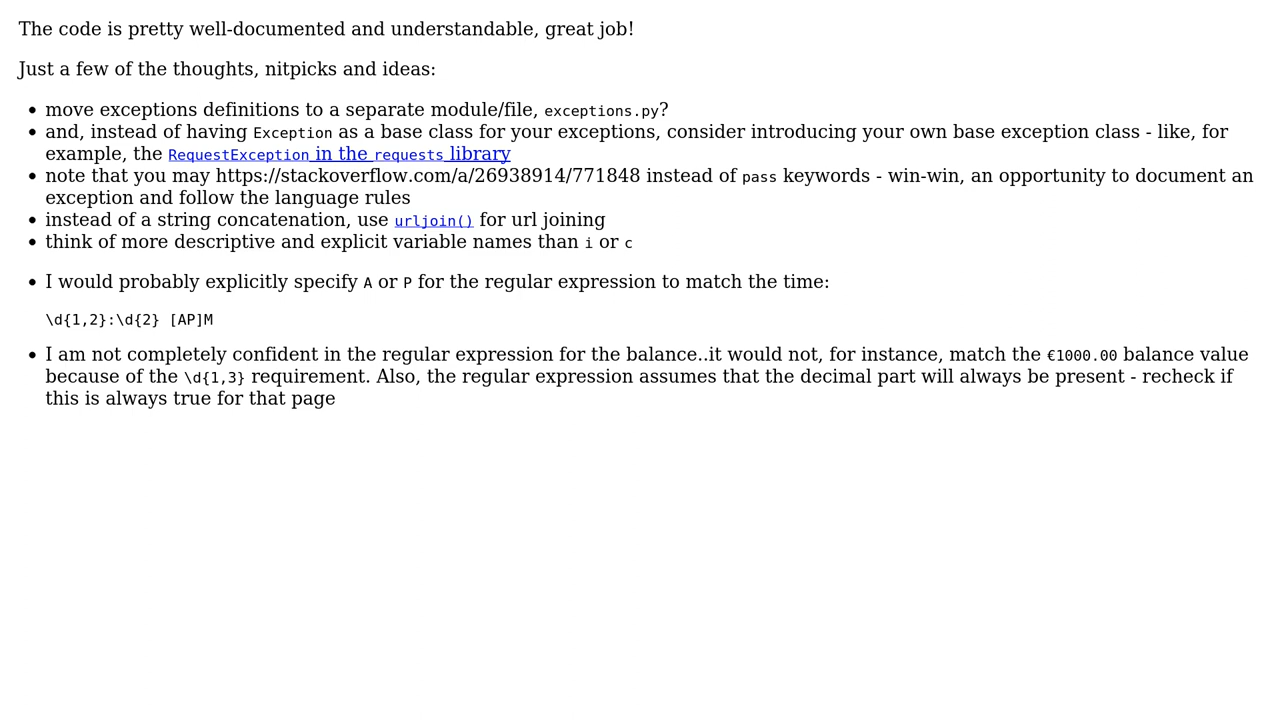 The code is pretty well-documented and understandable, great job!
Just a few of the thoughts, nitpicks and ideas:
• move exceptions definitions to a separate module/file, exceptions.py?
• and, instead of having Exception as a base class for your exceptions, consider introducing your own base exception class - like, for
example, the RequestException in the requests library
• note that you may https://stackoverflow.com/a/26938914/771848 instead of pass keywords - win-win, an opportunity to document an
exception and follow the language rules
• instead of a string concatenation, use urljoin() for url joining
• think of more descriptive and explicit variable names than i or c
• I would probably explicitly specify A or P for the regular expression to match the time:
\d{1,2}:\d{2} [AP]M
• I am not completely confident in the regular expression for the balance..it would not, for instance, match the €1000.00 balance value
because of the \d{1,3} requirement. Also, the regular expression assumes that the decimal part will always be present - recheck if
this is always true for that page